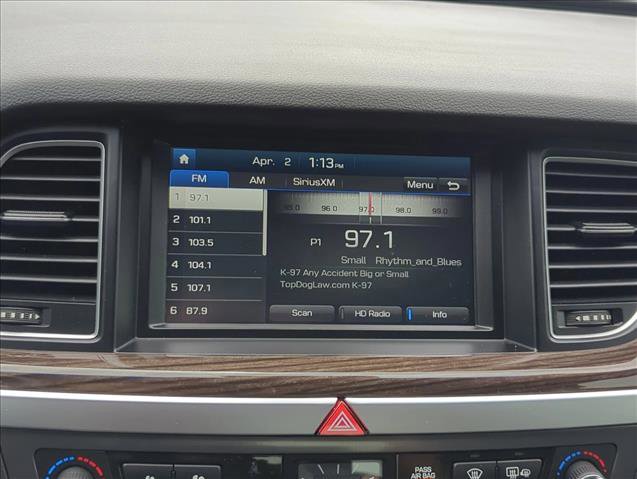 Apr. 2 1:13 PM
FM AM SiriusXM Menu
1 97.1
2 101.1
3 103.5
4 104.1
5 107.1
6 87.9
95.0 96.0 97.0 98.0 99.0
P1 97.1
Small Rhythm_and_Blues
K-97 Any Accident Big or Small
TopDogLaw.com K-97
Scan HD Radio Info
PASS
AIR BAG